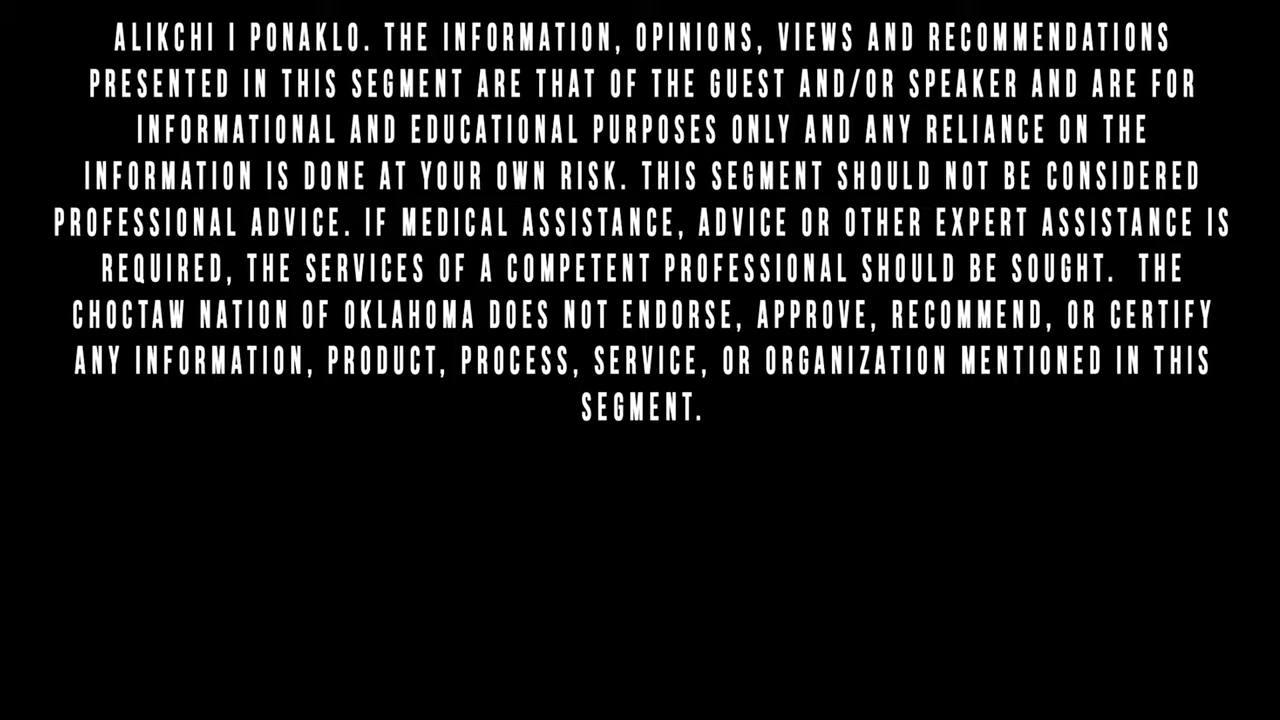 ALIKCHI I PONAKLO. THE INFORMATION, OPINIONS, VIEWS AND RECOMMENDATIONS
PRESENTED IN THIS SEGMENT ARE THAT OF THE GUEST AND/OR SPEAKER AND ARE FOR
INFORMATIONAL AND EDUCATIONAL PURPOSES ONLY AND ANY RELIANCE ON THE
INFORMATION IS DONE AT YOUR OWN RISK. THIS SEGMENT SHOULD NOT BE CONSIDERED
PROFESSIONAL ADVICE. IF MEDICAL ASSISTANCE, ADVICE OR OTHER EXPERT ASSISTANCE IS
REQUIRED, THE SERVICES OF A COMPETENT PROFESSIONAL SHOULD BE SOUGHT. THE
CHOCTAW NATION OF OKLAHOMA DOES NOT ENDORSE, APPROVE, RECOMMEND, OR CERTIFY
ANY INFORMATION, PRODUCT, PROCESS, SERVICE, OR ORGANIZATION MENTIONED IN THIS
SEGMENT.